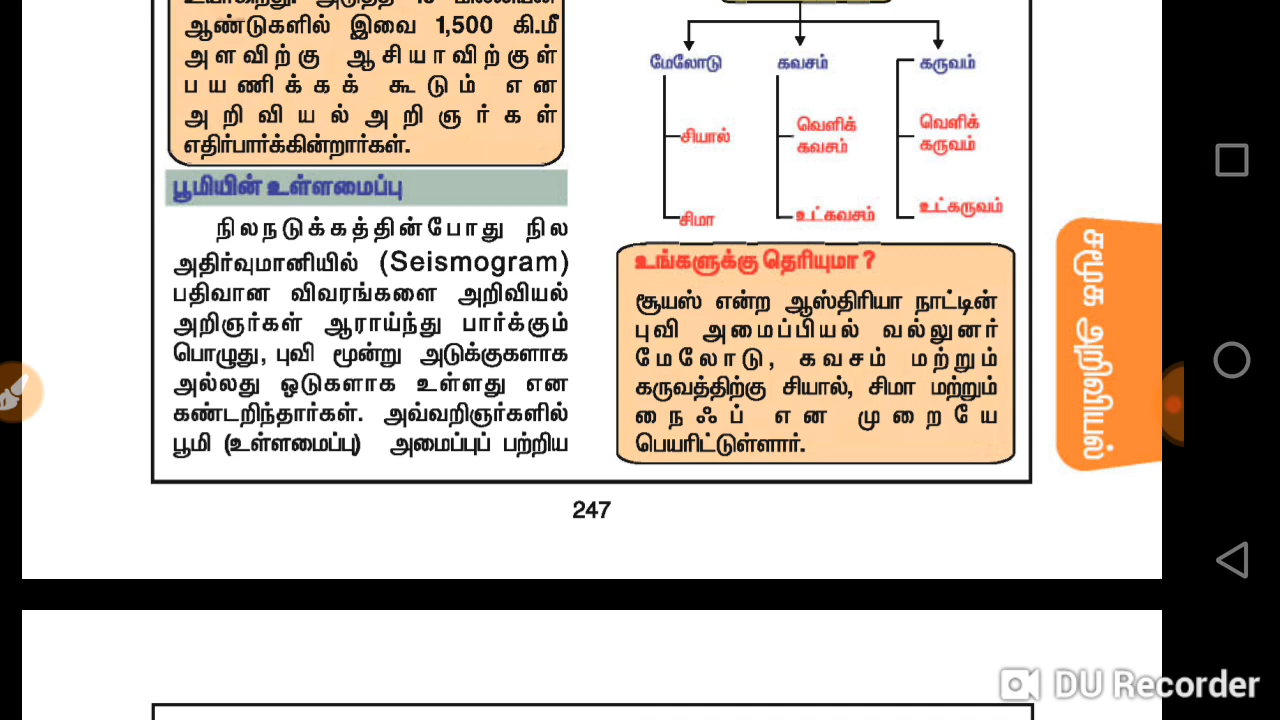 ஆண்டுகளில் இவை 1,500 கி.மீ
அளவிற்கு ஆசியாவிற்குள்
பயணிக்கக் கூடும் என
அறிவியல் அறிஞர்கள்
எதிர்பார்க்கின்றார்கள்.
பூமியின் உள்ளமைப்பு
நிலநடுக்கத்தின்போது நில
அதிர்வுமானியில் (Seismogram)
பதிவான விவரங்களை அறிவியல்
அறிஞர்கள் ஆராய்ந்து பார்க்கும்
பொழுது, புவி மூன்று அடுக்குகளாக
அல்லது ஒடுகளாக உள்ளது என
கண்டறிந்தார்கள். அவ்வறிஞர்களில்
பூமி (உள்ளமைப்பு) அமைப்புப் பற்றிய
மேலோடு கவசம் கருவம்
சியால் வெளிக் கவசம் வெளிக் கருவம்
சிமா உட்கவசம் உட்கருவம்
உங்களுக்கு தெரியுமா ?
சூயஸ் என்ற ஆஸ்திரியா நாட்டின்
புவி அமைப்பியல் வல்லுனர்
மேலோடு, கவசம் மற்றும்
கருவத்திற்கு சியால், சிமா மற்றும்
நைஃப் என முறையே
பெயரிட்டுள்ளார்.
சமூக அறிவியல்
247
DU Recorder